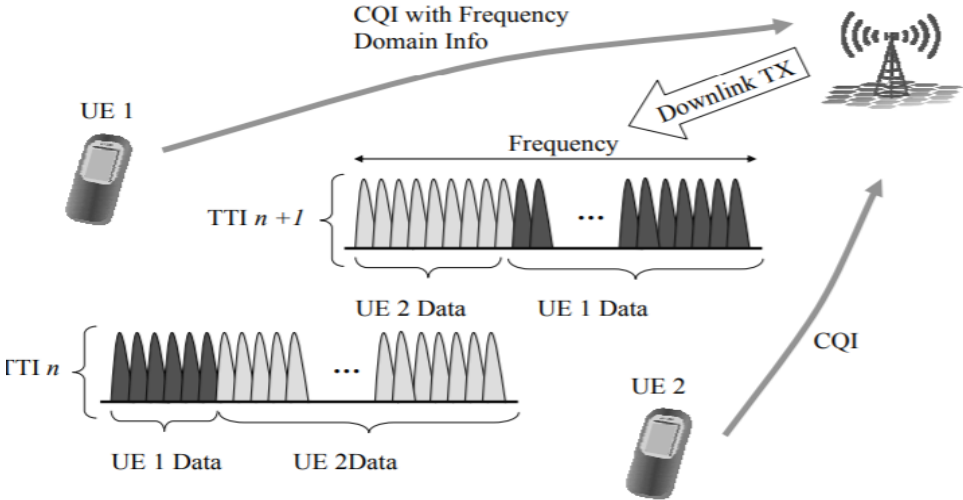 CQI with Frequency
Domain Info
UE 1
Downlink TX
Frequency
TTI n +1
...
UE 2 Data
UE 1 Data
CQI
TTI n
...
UE 2
UE 1 Data
UE 2Data